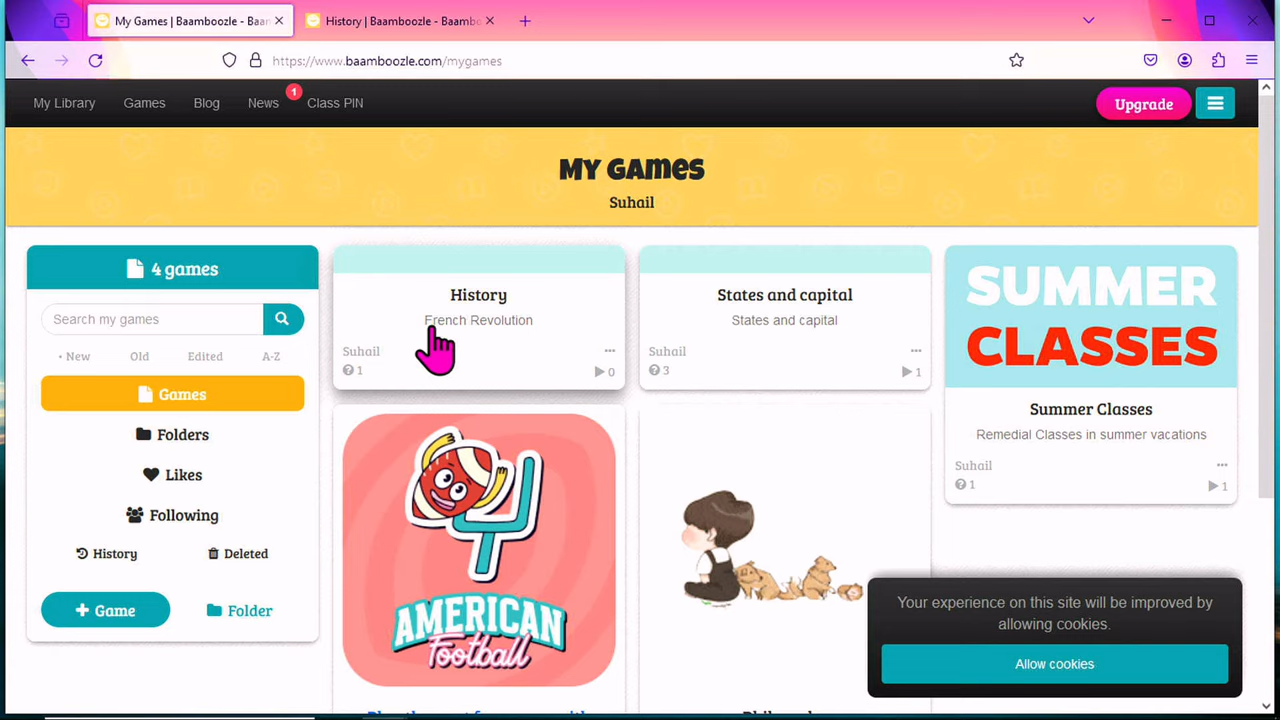 My Games | Baamboozle - Baam
History | Baamboozle - Baambo
https://www.baamboozle.com/mygames
My Library
Games
Blog
News
1
Class PIN
Upgrade
My Games
Suhail
4 games
Search my games
• New
Old
Edited
A-Z
Games
Folders
Likes
Following
History
Deleted
+ Game
Folder
History
French Revolution
Suhail
1
0
States and capital
States and capital
Suhail
3
1
SUMMER
CLASSES
Summer Classes
Remedial Classes in summer vacations
Suhail
1
1
AMERICAN
Football
Your experience on this site will be improved by
allowing cookies.
Allow cookies